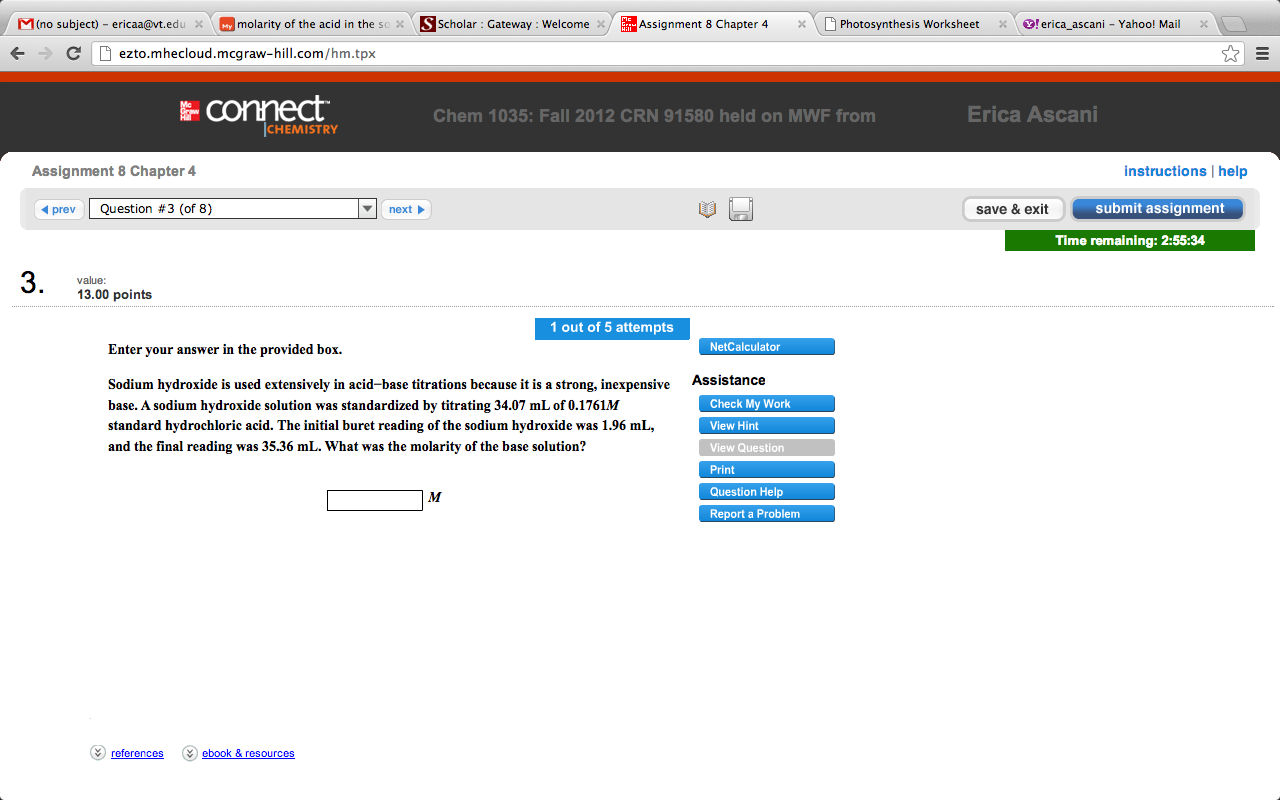 (no subject) – ericaa@vt.edu
My molarity of the acid in the so
S Scholar : Gateway : Welcome
Mc Graw Hill Assignment 8 Chapter 4
Photosynthesis Worksheet
Y! erica_ascani – Yahoo! Mail
ezto.mhecloud.mcgraw-hill.com/hm.tpx
Mc Graw Hill connect™ CHEMISTRY
Chem 1035: Fall 2012 CRN 91580 held on MWF from
Erica Ascani
Assignment 8 Chapter 4
instructions | help
prev
Question #3 (of 8)
next
save & exit
submit assignment
Time remaining: 2:55:34
3.
value:
13.00 points
1 out of 5 attempts
Enter your answer in the provided box.
Sodium hydroxide is used extensively in acid−base titrations because it is a strong, inexpensive
base. A sodium hydroxide solution was standardized by titrating 34.07 mL of 0.1761M
standard hydrochloric acid. The initial buret reading of the sodium hydroxide was 1.96 mL,
and the final reading was 35.36 mL. What was the molarity of the base solution?
M
NetCalculator
Assistance
Check My Work
View Hint
View Question
Print
Question Help
Report a Problem
references
ebook & resources